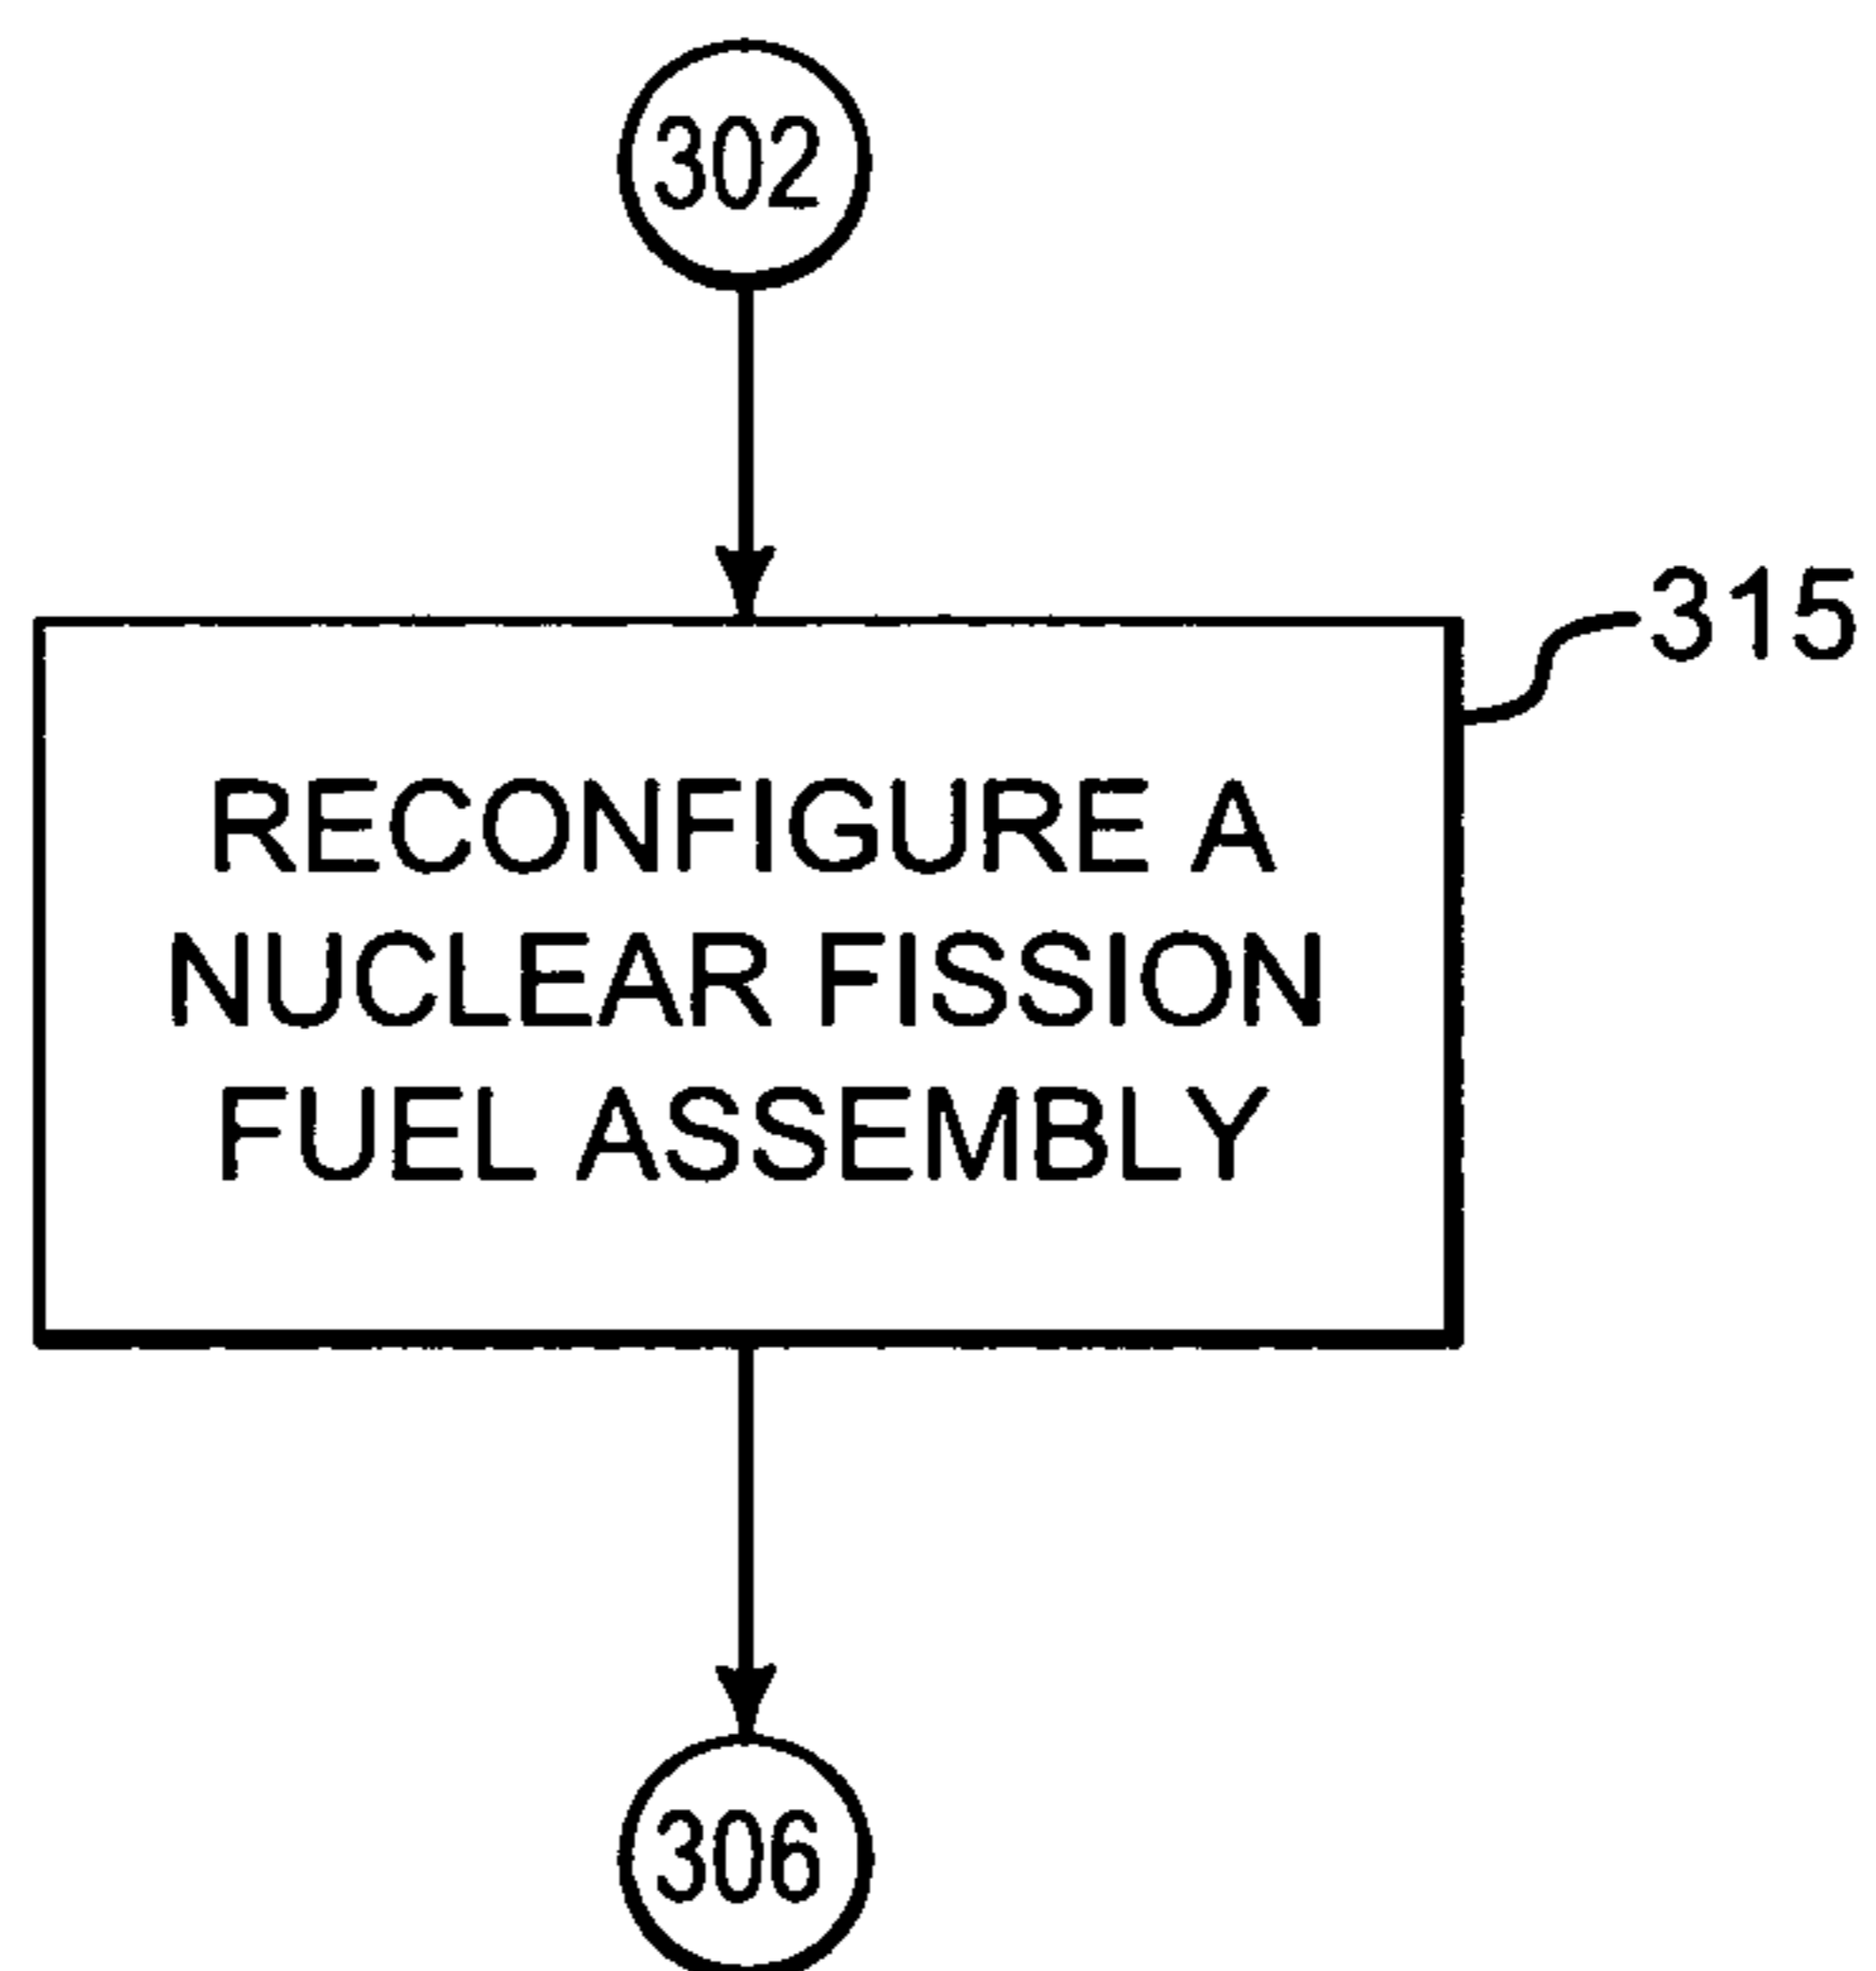 302
315
RECONFIGURE A
NUCLEAR FISSION
FUEL ASSEMBLY
306